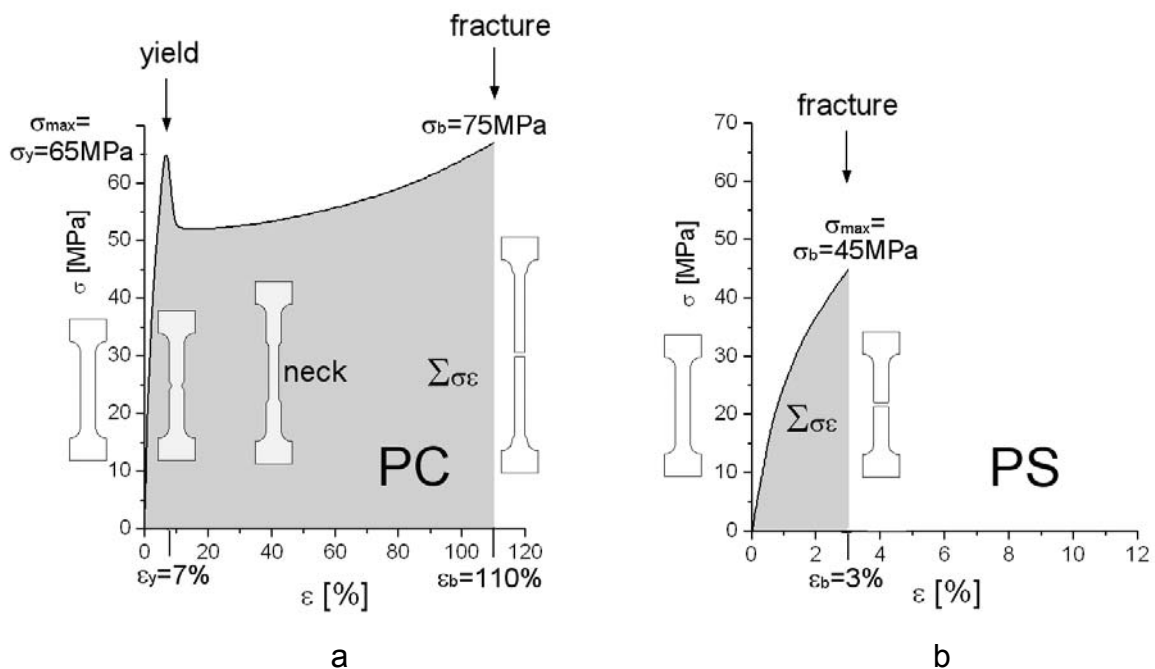 yield
fracture
σmax=
σy=65MPa
σb=75MPa
60
50
40
30
20
10
0
σ [MPa]
neck
Σσε
PC
0 20 40 60 80 100 120
εy=7%
εb=110%
ε [%]
a
fracture
σmax=
σb=45MPa
70
60
50
40
30
20
10
0
σ [MPa]
Σσε
PS
0 2 4 6 8 10 12
εb=3%
ε [%]
b